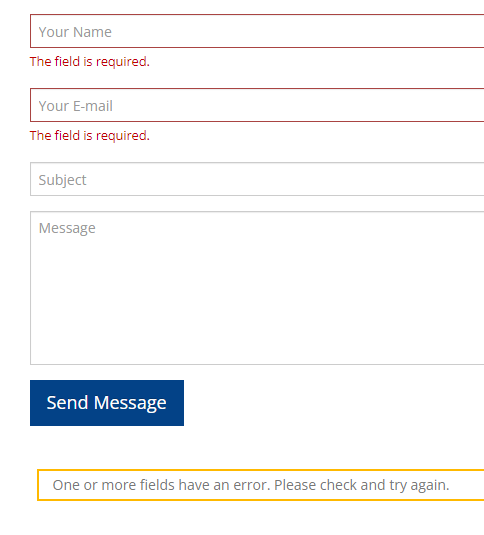 Your Name
The field is required.
Your E-mail
The field is required.
Subject
Message
Send Message
One or more fields have an error. Please check and try again.